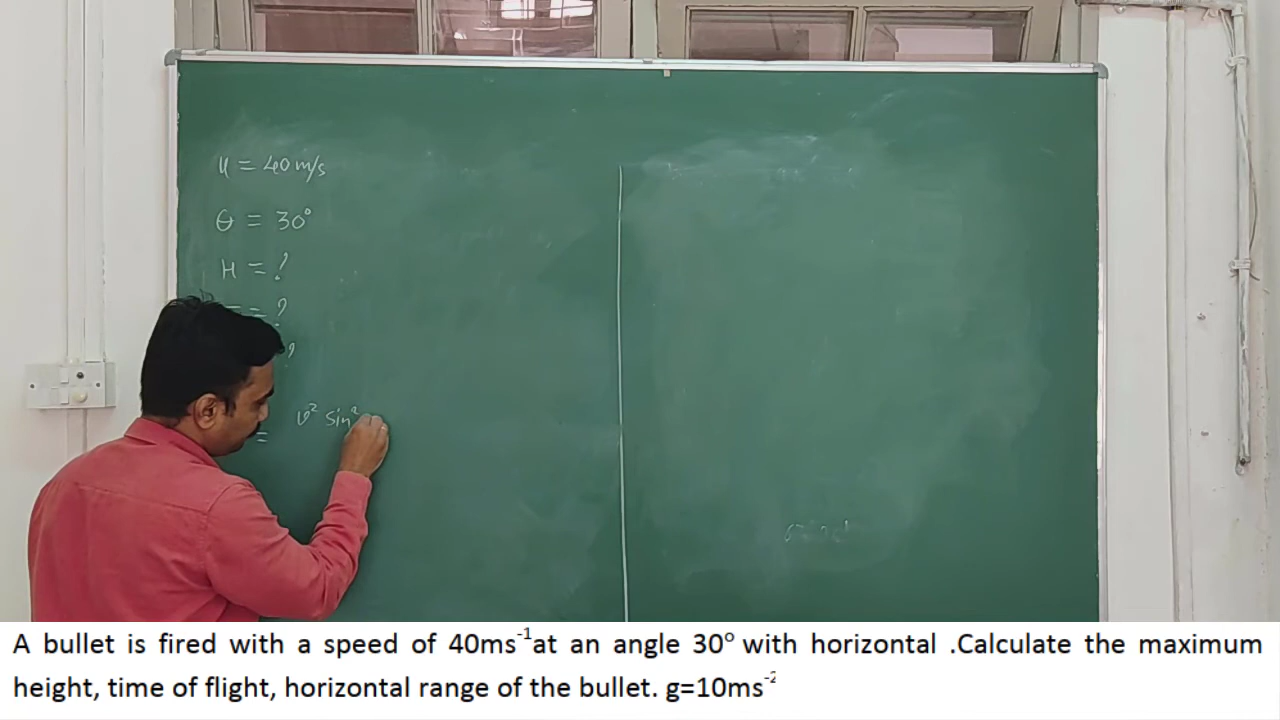 u = 40 m/s
θ = 30°
H = ?
= ?
?
= u² sin²
A bullet is fired with a speed of 40ms⁻¹at an angle 30° with horizontal .Calculate the maximum
height, time of flight, horizontal range of the bullet. g=10ms⁻²